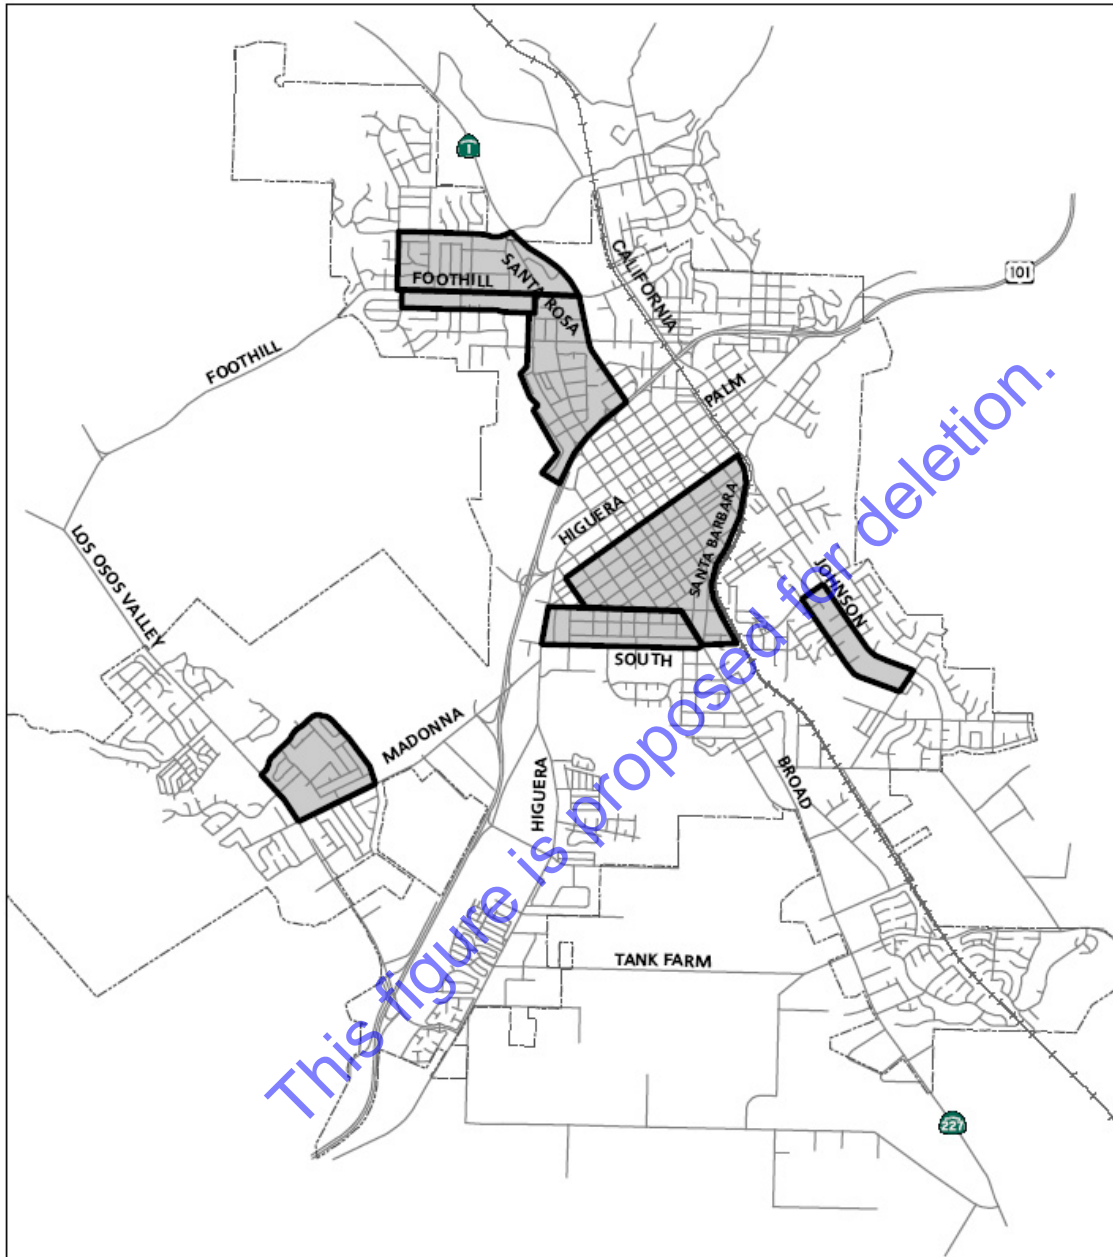 1
CALIFORNIA
SANTA ROSA
FOOTHILL
101
FOOTHILL
PALM
HIGUERA
SANTA BARBARA
LOS OSOS VALLEY
JOHNSON
SOUTH
MADONNA
HIGUERA
BROAD
TANK FARM
227
This figure is proposed for deletion.